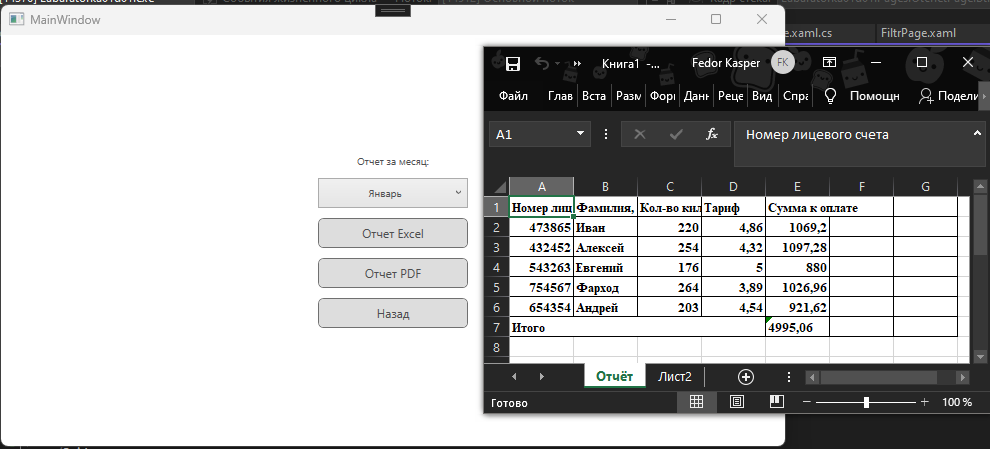 MainWindow
e.xaml.cs
FiltrPage.xaml
Отчет за месяц:
Январь
Отчет Excel
Отчет PDF
Назад
Книга1 -...
Fedor Kasper
FK
Файл Глав Вста Разм Фор Данн Реце Вид Спра Помощн Подели
A1
fx
Номер лицевого счета
A B C D E F G
1 Номер лиц Фамилия, Кол-во кил Тариф Сумма к оплате
2 473865 Иван 220 4,86 1069,2
3 432452 Алексей 254 4,32 1097,28
4 543263 Евгений 176 5 880
5 754567 Фарход 264 3,89 1026,96
6 654354 Андрей 203 4,54 921,62
7 Итого 4995,06
8
Отчёт Лист2
Готово
100 %